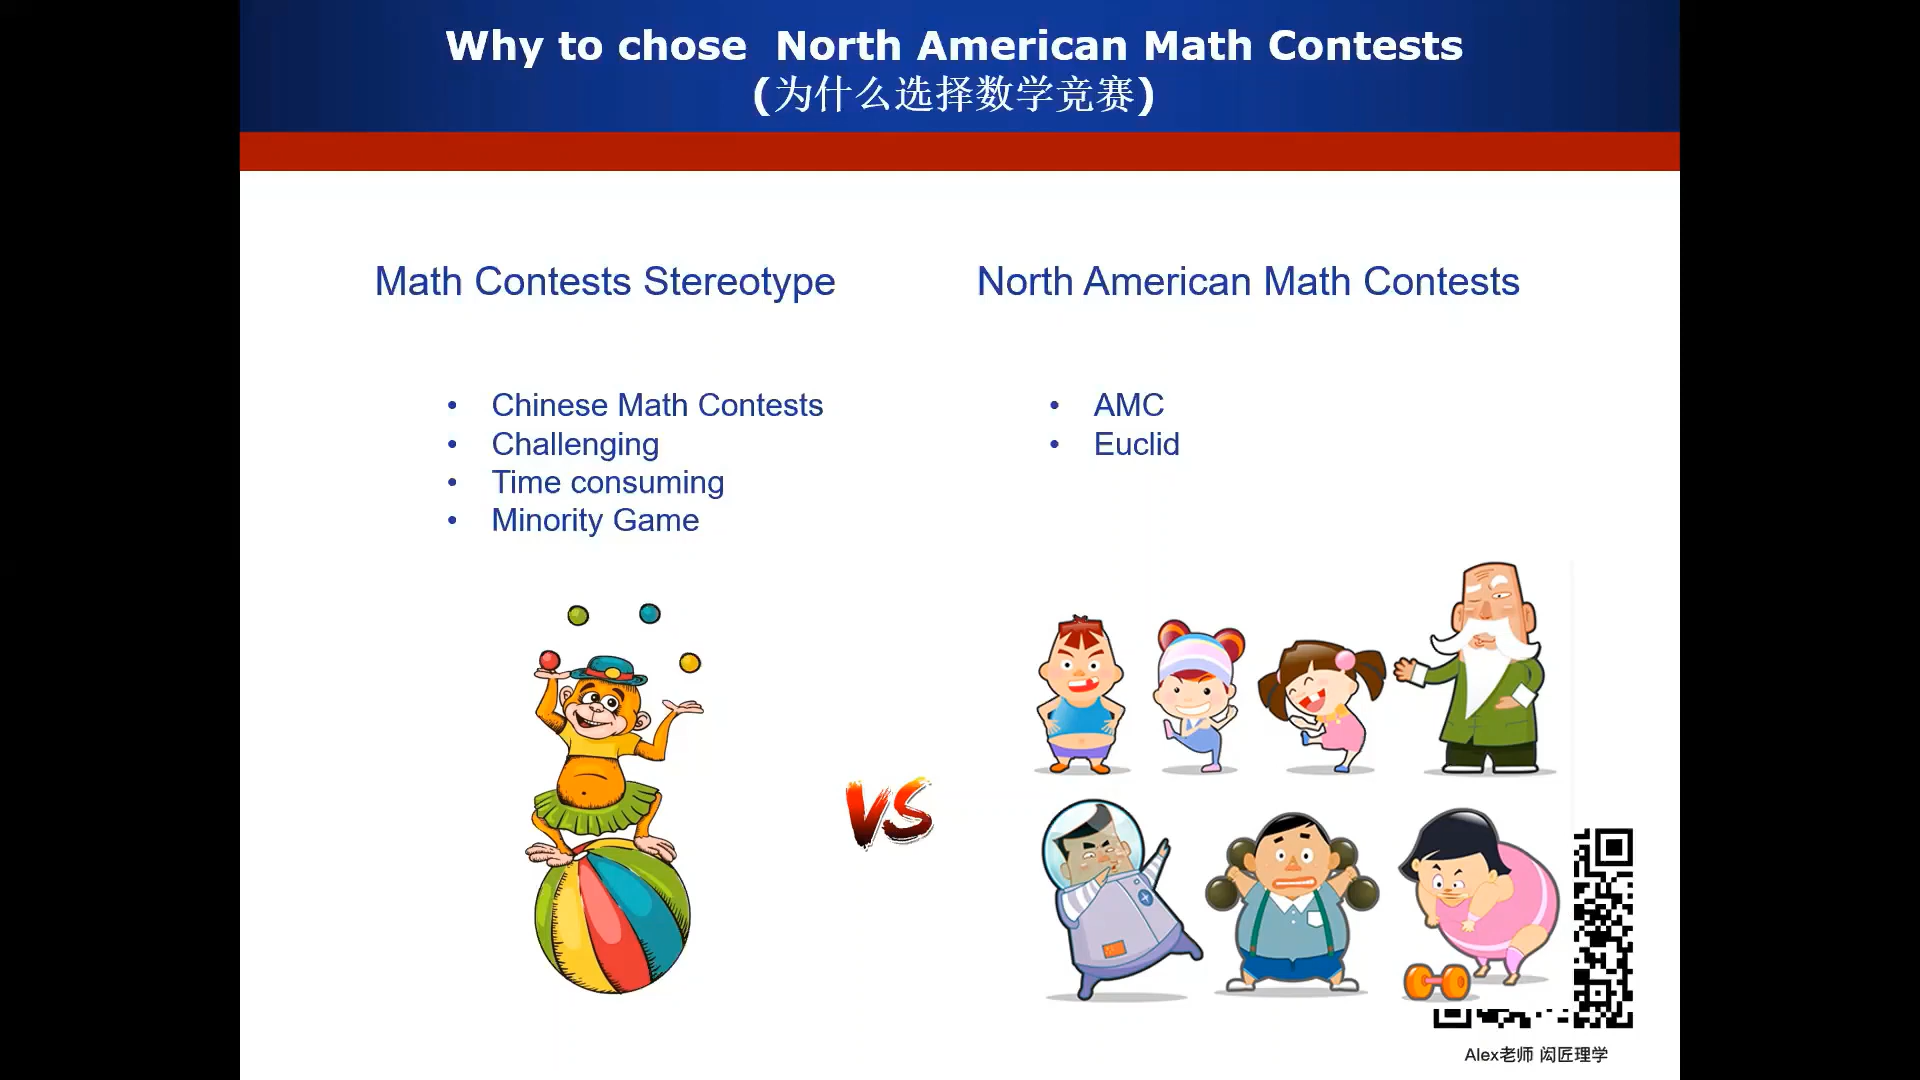 Why to chose North American Math Contests
(为什么选择数学竞赛)
Math Contests Stereotype
• Chinese Math Contests
• Challenging
• Time consuming
• Minority Game
North American Math Contests
• AMC
• Euclid
VS
Alex老师 闳匠理学